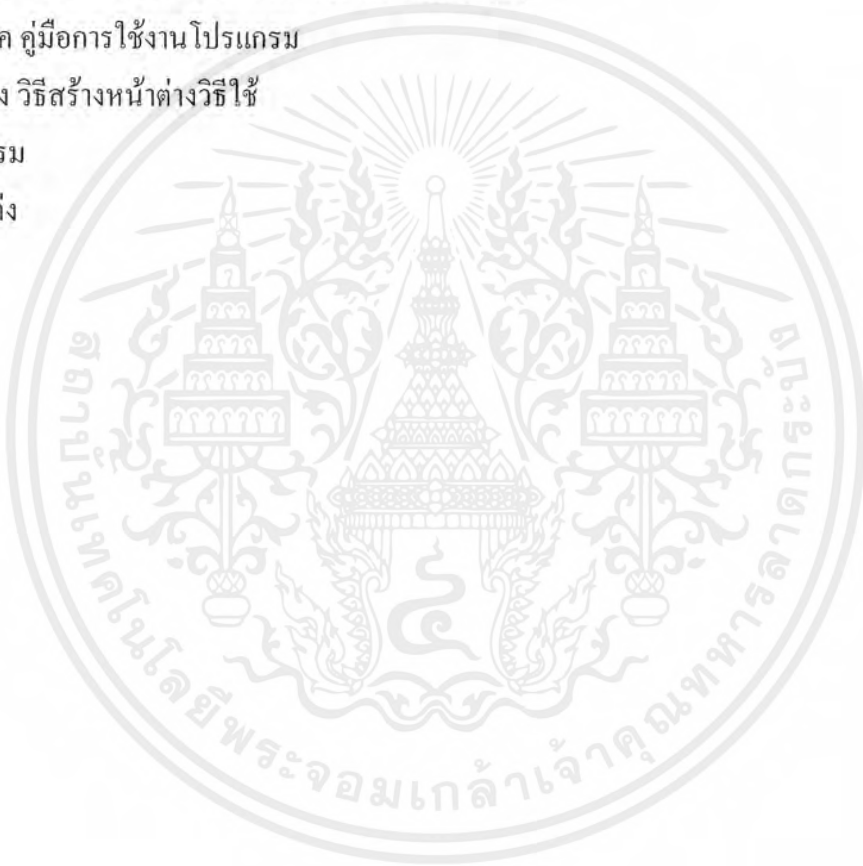 ค คู่มือการใช้งานโปรแกรม
ง วิธีสร้างหน้าต่างวิธีใช้
รม
สถาบันเทคโนโลยีพระจอมเกล้าเจ้าคุณทหารลาดกระบัง